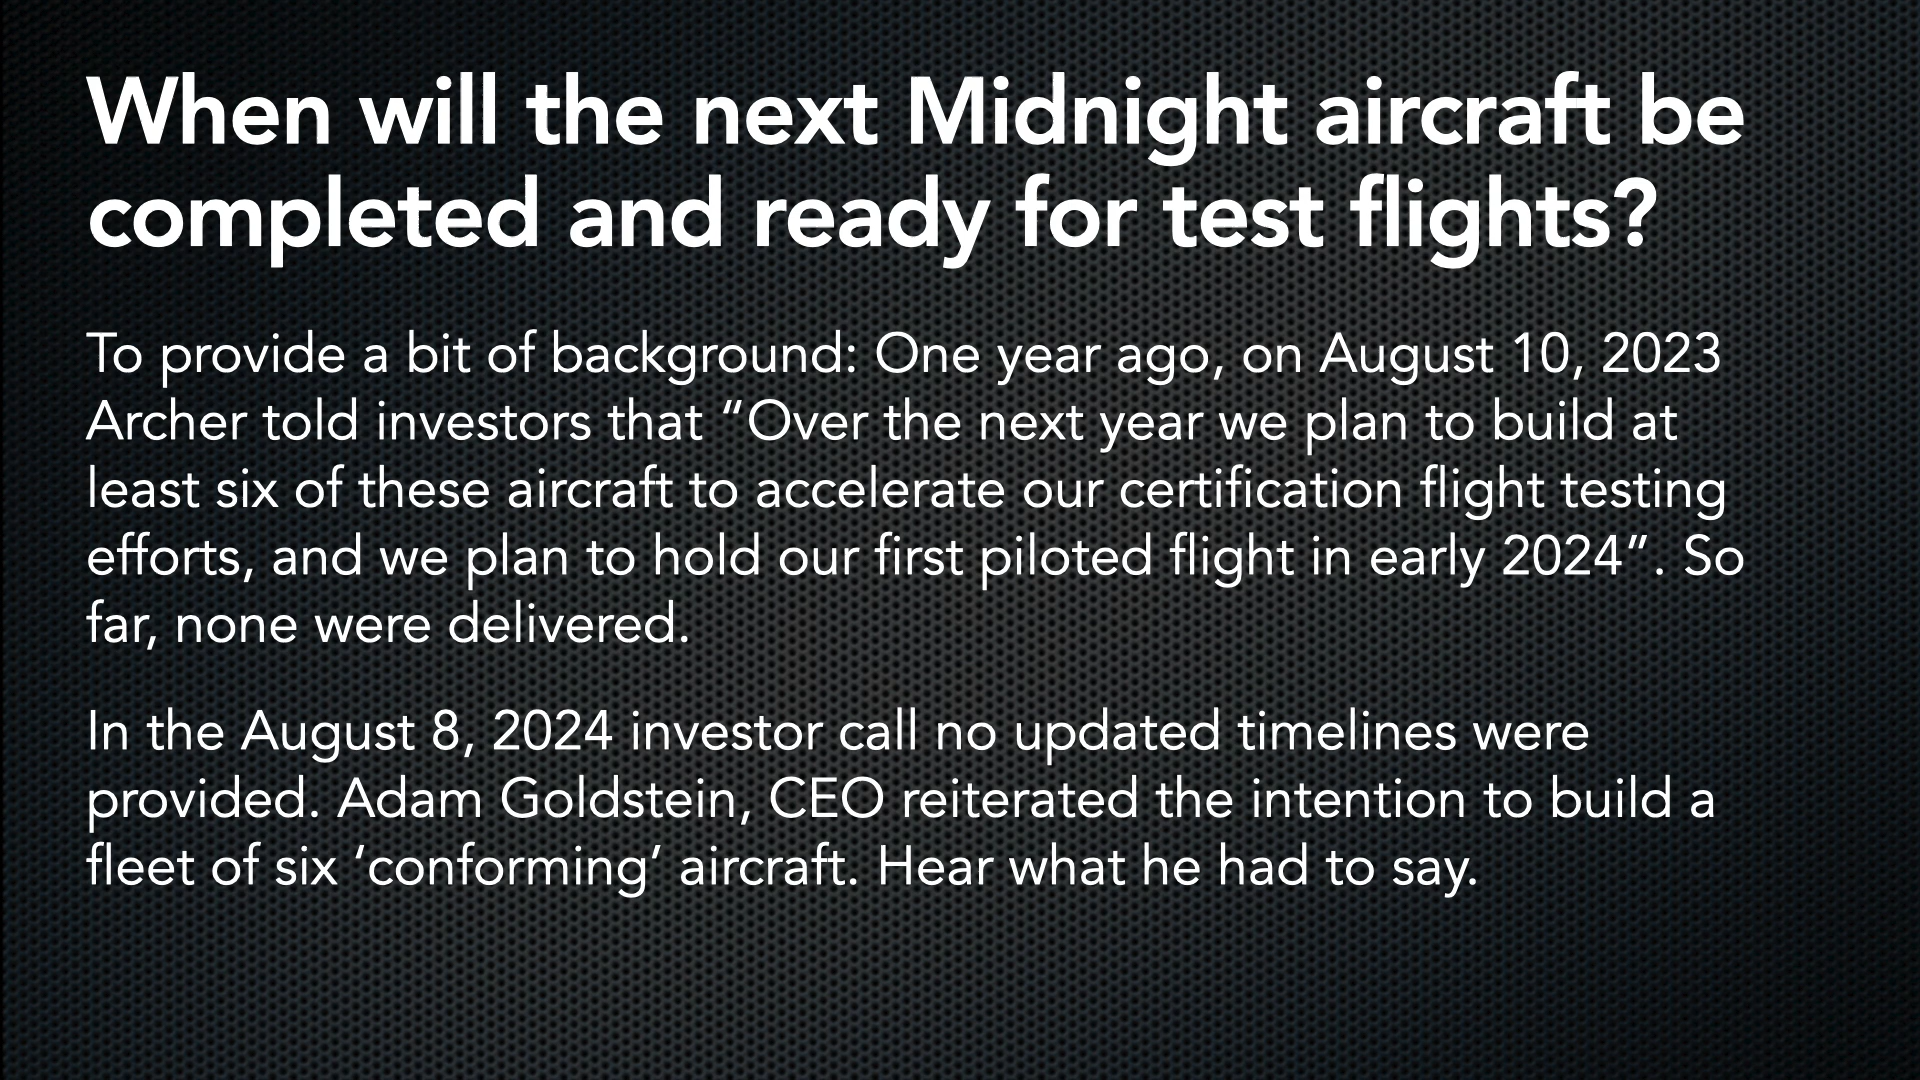 When will the next Midnight aircraft be
completed and ready for test flights?
To provide a bit of background: One year ago, on August 10, 2023
Archer told investors that “Over the next year we plan to build at
least six of these aircraft to accelerate our certification flight testing
efforts, and we plan to hold our first piloted flight in early 2024”. So
far, none were delivered.
In the August 8, 2024 investor call no updated timelines were
provided. Adam Goldstein, CEO reiterated the intention to build a
fleet of six ‘conforming’ aircraft. Hear what he had to say.